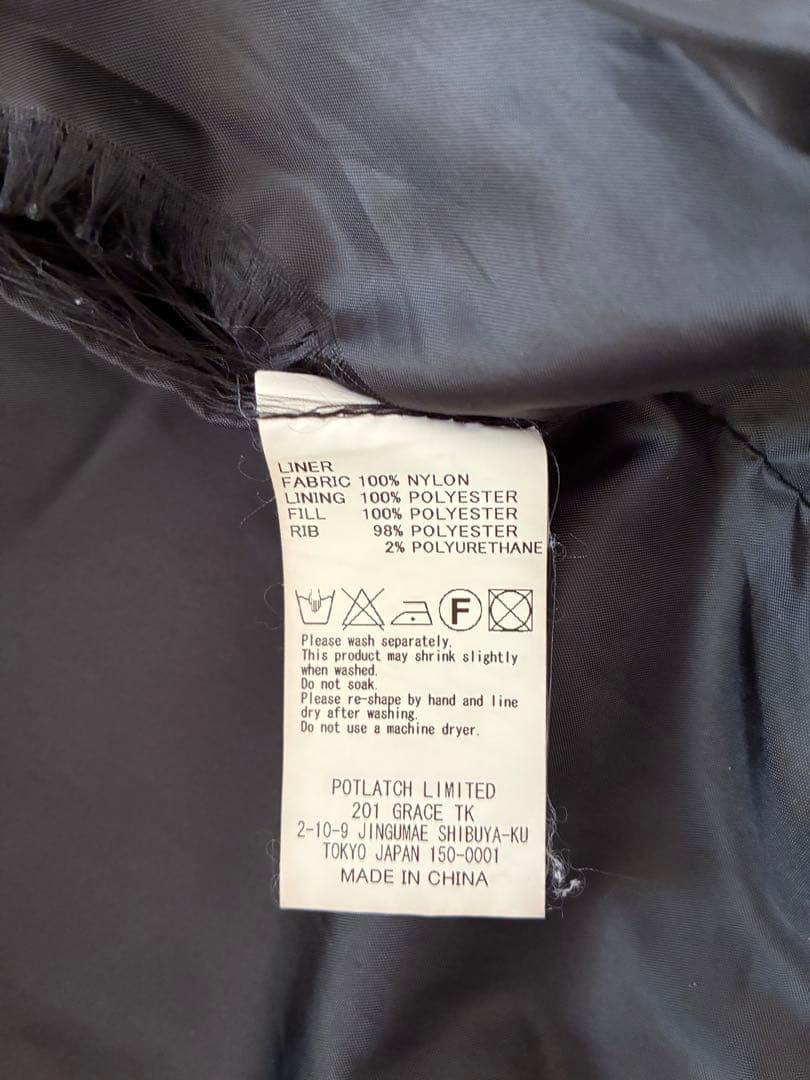 LINER
FABRIC 100% NYLON
LINING 100% POLYESTER
FILL 100% POLYESTER
RIB 98% POLYESTER
2% POLYURETHANE
F
Please wash separately.
This product may shrink slightly
when washed.
Do not soak.
Please re-shape by hand and line
dry after washing.
Do not use a machine dryer.
POTLATCH LIMITED
201 GRACE TK
2-10-9 JINGUMAE SHIBUYA-KU
TOKYO JAPAN 150-0001
MADE IN CHINA